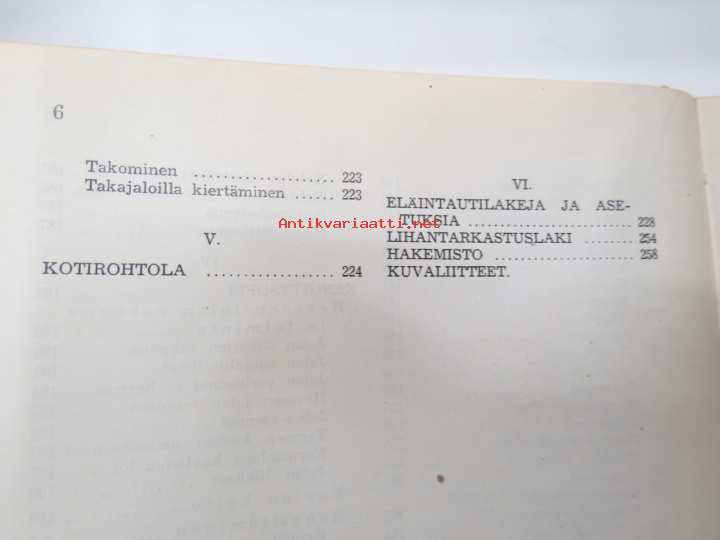 6
Takominen ..................... 223
Takajaloilla kiertäminen ...... 223
V.
KOTIROHTOLA ................... 224
VI.
ELÄINTAUTILAKEJA JA ASE-
TUKSIA ........................ 228
LIHANTARKASTUSLAKI ........ 254
HAKEMISTO ..................... 258
KUVALIITTEET.
Antikvariaatti.net